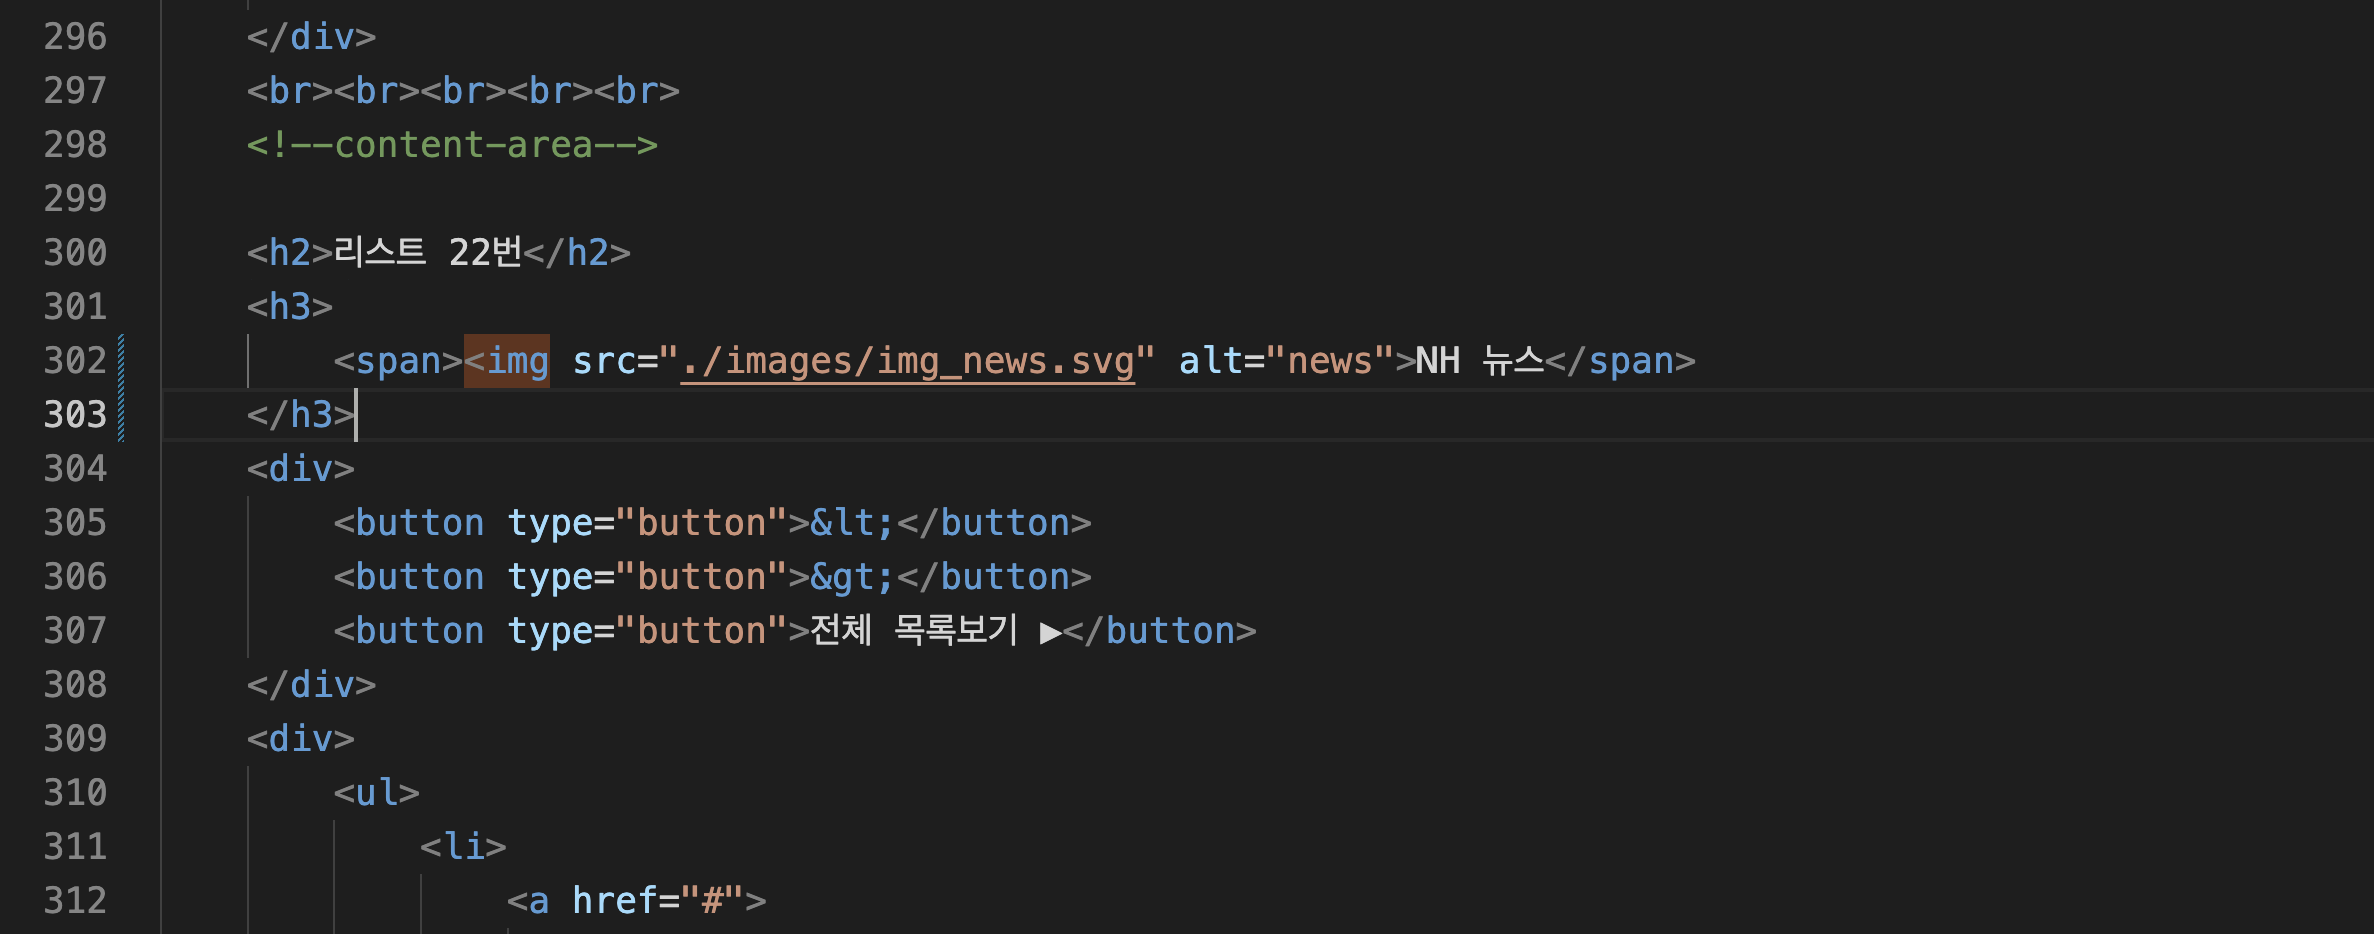 296 </div>
297 <br><br><br><br><br>
298 <!--content-area-->
299
300 <h2>리스트 22번</h2>
301 <h3>
302 <span><img src="./images/img_news.svg" alt="news">NH 뉴스</span>
303 </h3>
304 <div>
305 <button type="button">&lt;</button>
306 <button type="button">&gt;</button>
307 <button type="button">전체 목록보기 ▶</button>
308 </div>
309 <div>
310 <ul>
311 <li>
312 <a href="#">